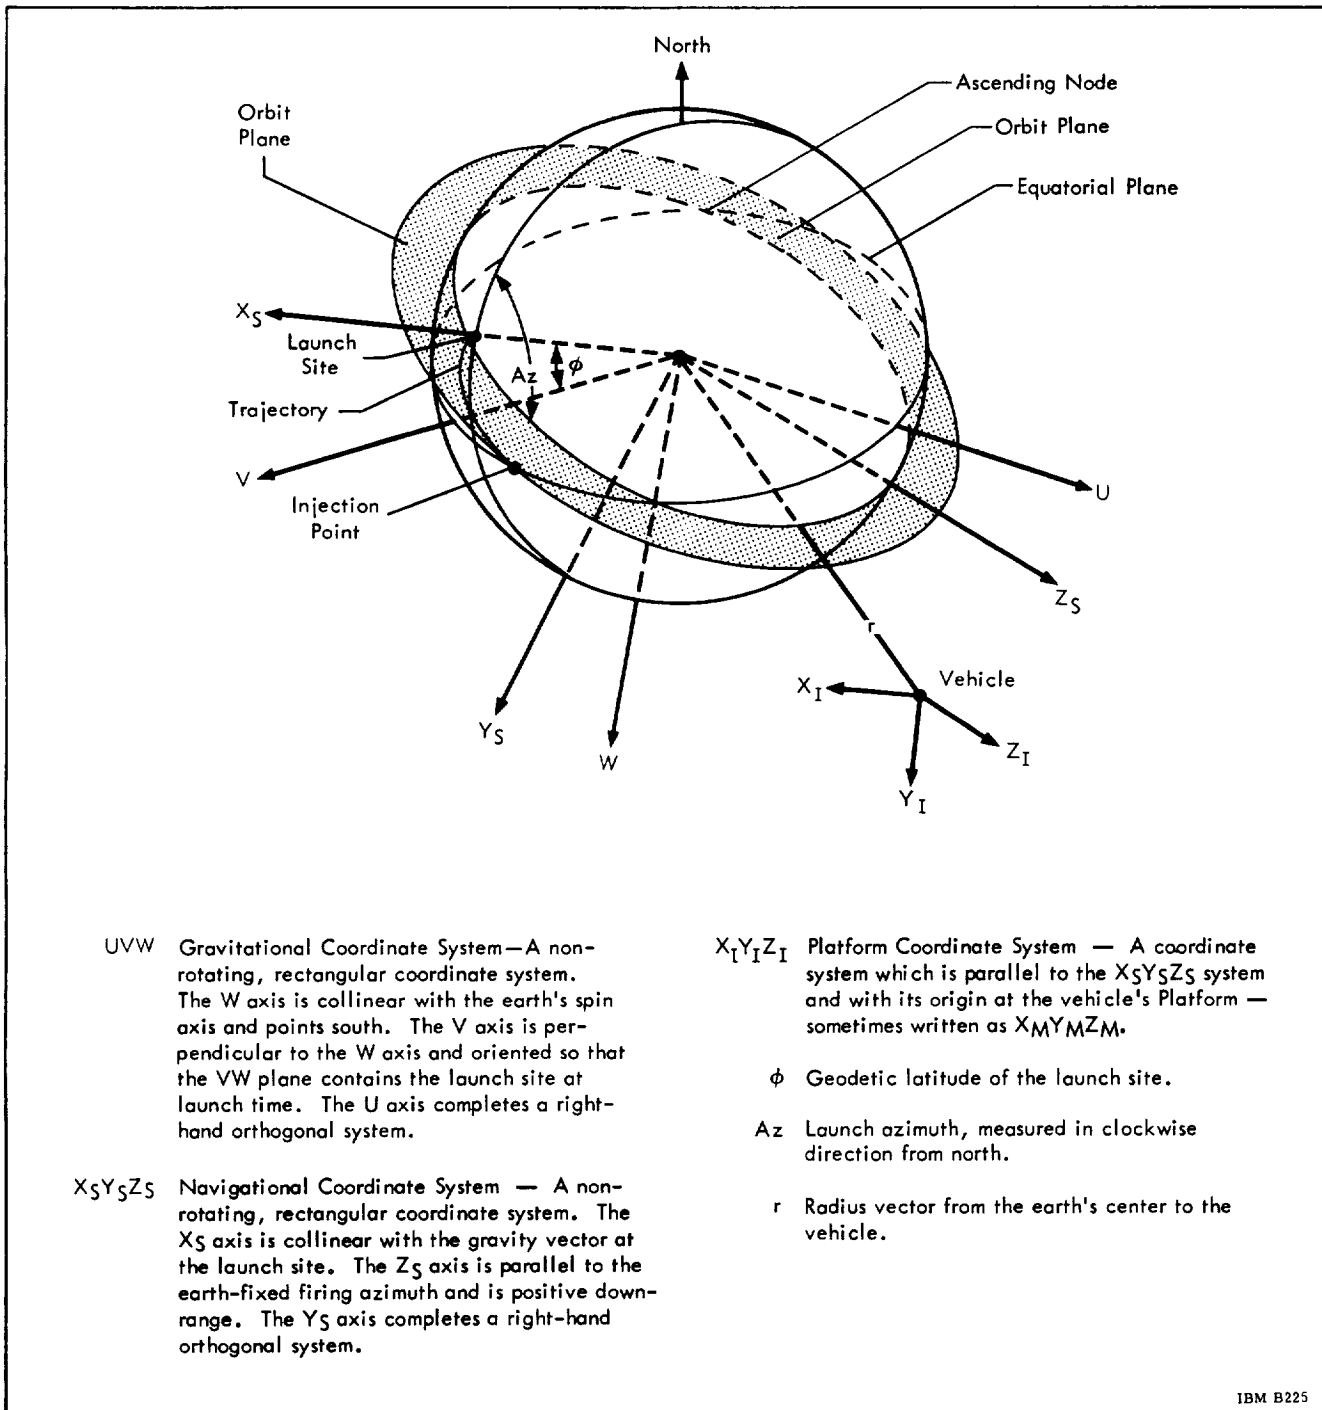 North
Ascending Node
Orbit
Plane
Orbit Plane
Equatorial Plane
XS
Launch
Site
Az
ϕ
Trajectory
V
Injection
Point
U
ZS
r
Vehicle
XI
YS
W
ZI
YI
UVW Gravitational Coordinate System—A non-
rotating, rectangular coordinate system.
The W axis is collinear with the earth's spin
axis and points south. The V axis is per-
pendicular to the W axis and oriented so that
the VW plane contains the launch site at
launch time. The U axis completes a right-
hand orthogonal system.
XSYSZS Navigational Coordinate System — A non-
rotating, rectangular coordinate system. The
XS axis is collinear with the gravity vector at
the launch site. The ZS axis is parallel to the
earth-fixed firing azimuth and is positive down-
range. The YS axis completes a right-hand
orthogonal system.
XIYIZI Platform Coordinate System — A coordinate
system which is parallel to the XSYSZS system
and with its origin at the vehicle's Platform —
sometimes written as XMYMZM.
ϕ Geodetic latitude of the launch site.
Az Launch azimuth, measured in clockwise
direction from north.
r Radius vector from the earth's center to the
vehicle.
IBM B225